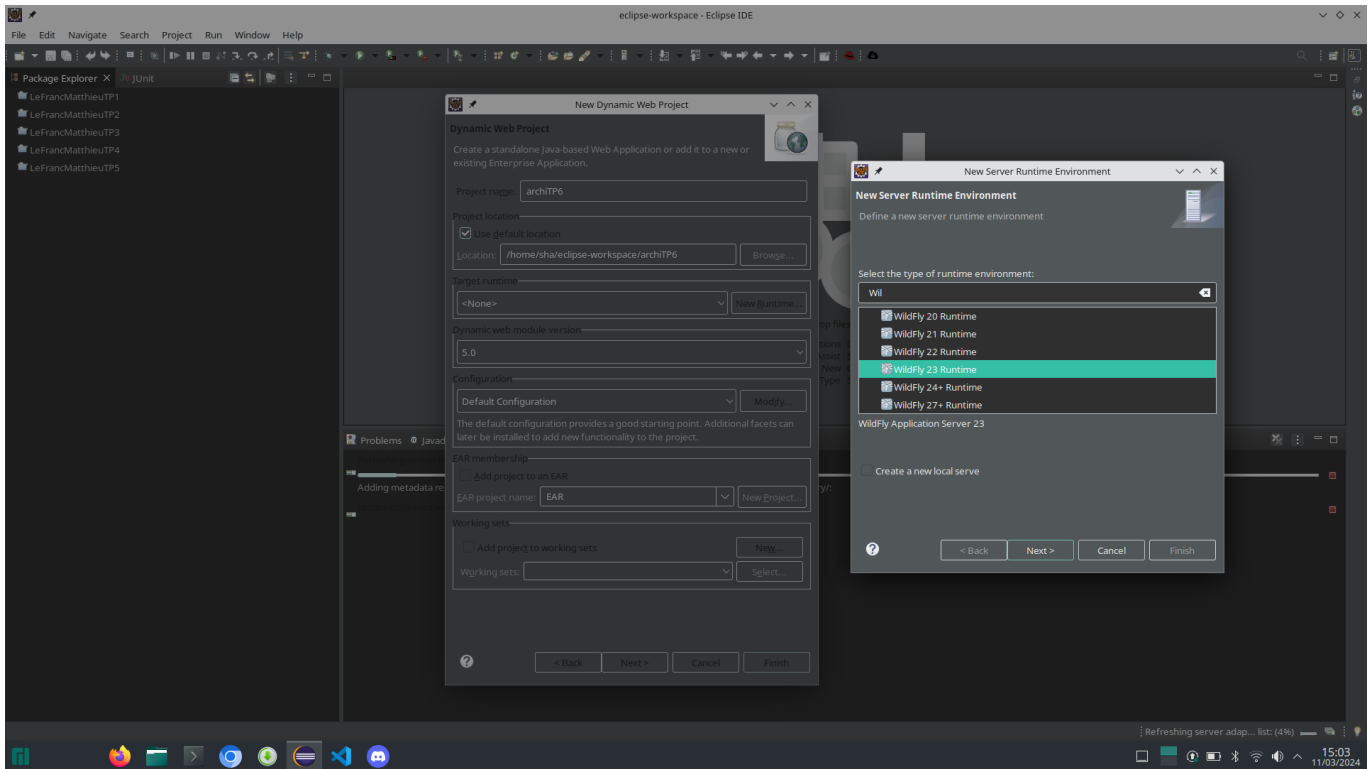 eclipse-workspace - Eclipse IDE
File Edit Navigate Search Project Run Window Help
Package Explorer JUnit
LeFrancMatthieuTP1
LeFrancMatthieuTP2
LeFrancMatthieuTP3
LeFrancMatthieuTP4
LeFrancMatthieuTP5
New Dynamic Web Project
Dynamic Web Project
Create a standalone Java-based Web Application or add it to a new or
existing Enterprise Application.
Project name: archiTP6
Project location
Use default location
Location: /home/sha/eclipse-workspace/archiTP6 Browse...
Target runtime
<None> New Runtime...
Dynamic web module version
5.0
Configuration
Default Configuration Modify...
The default configuration provides a good starting point. Additional facets can
later be installed to add new functionality to the project.
EAR membership
Add project to an EAR
EAR project name: EAR New Project...
Working sets
Add project to working sets New...
Working sets: Select...
< Back Next > Cancel Finish
New Server Runtime Environment
New Server Runtime Environment
Define a new server runtime environment
Select the type of runtime environment:
Wil
WildFly 20 Runtime
WildFly 21 Runtime
WildFly 22 Runtime
WildFly 23 Runtime
WildFly 24+ Runtime
WildFly 27+ Runtime
WildFly Application Server 23
Create a new local serve
< Back Next > Cancel Finish
Problems Javad
Adding metadata re
ry/:
Refreshing server adap... list: (4%)
15:03
11/03/2024